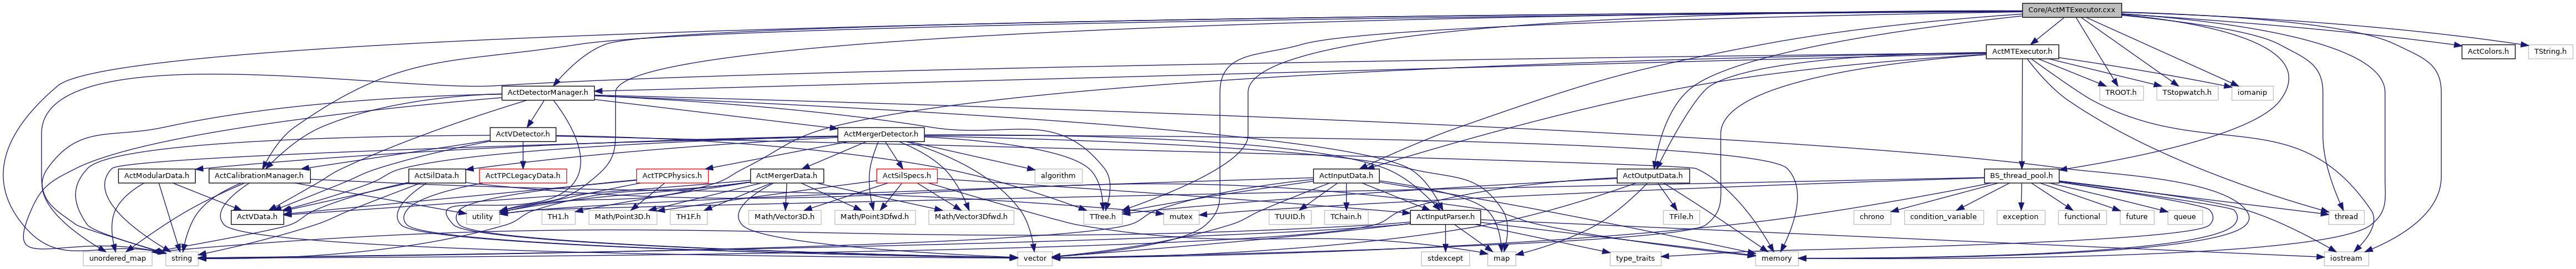 Core/ActMTExecutor.cxx
ActMTExecutor.h
ActColors.h
TString.h
ActDetectorManager.h
TROOT.h
TStopwatch.h
iomanip
ActVDetector.h
ActMergerDetector.h
ActModularData.h
ActCalibrationManager.h
ActSilData.h
ActTPCLegacyData.h
ActTPCPhysics.h
ActMergerData.h
ActSilSpecs.h
algorithm
ActInputData.h
ActOutputData.h
BS_thread_pool.h
ActVData.h
utility
TH1.h
Math/Point3D.h
TH1F.h
Math/Vector3D.h
Math/Point3Dfwd.h
Math/Vector3Dfwd.h
TTree.h
mutex
TUUID.h
TChain.h
ActInputParser.h
TFile.h
chrono
condition_variable
exception
functional
future
queue
thread
unordered_map
string
vector
stdexcept
map
type_traits
memory
iostream